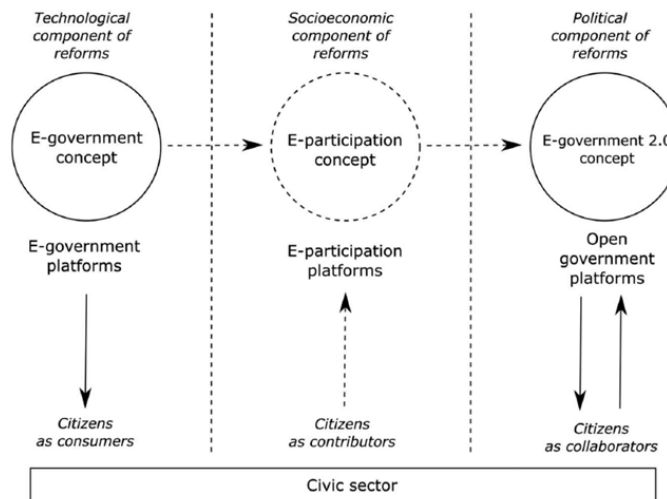 Technological
component of
reforms
Socioeconomic
component of
reforms
Political
component of
reforms
E-government
concept
E-participation
concept
E-government 2.0
concept
E-government
platforms
E-participation
platforms
Open
government
platforms
Citizens
as consumers
Citizens
as contributors
Citizens
as collaborators
Civic sector